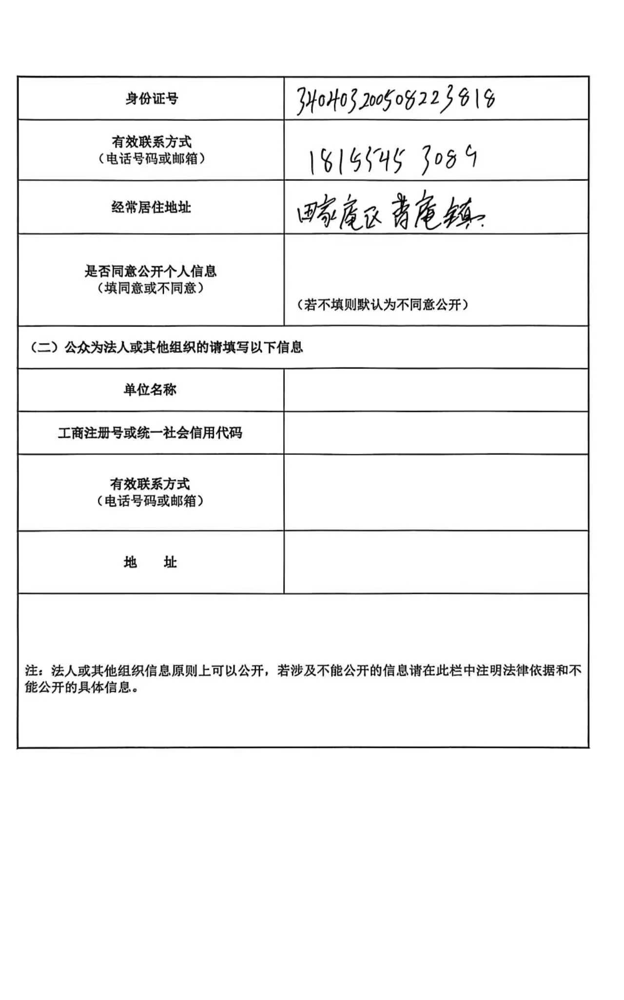 身份证号
340403200508223818
有效联系方式
（电话号码或邮箱）
18155453089
经常居住地址
田家庵区曹庵镇.
是否同意公开个人信息
（填同意或不同意）
（若不填则默认为不同意公开）
（二）公众为法人或其他组织的请填写以下信息
单位名称
工商注册号或统一社会信用代码
有效联系方式
（电话号码或邮箱）
地 址
注：法人或其他组织信息原则上可以公开，若涉及不能公开的信息请在此栏中注明法律依据和不
能公开的具体信息。